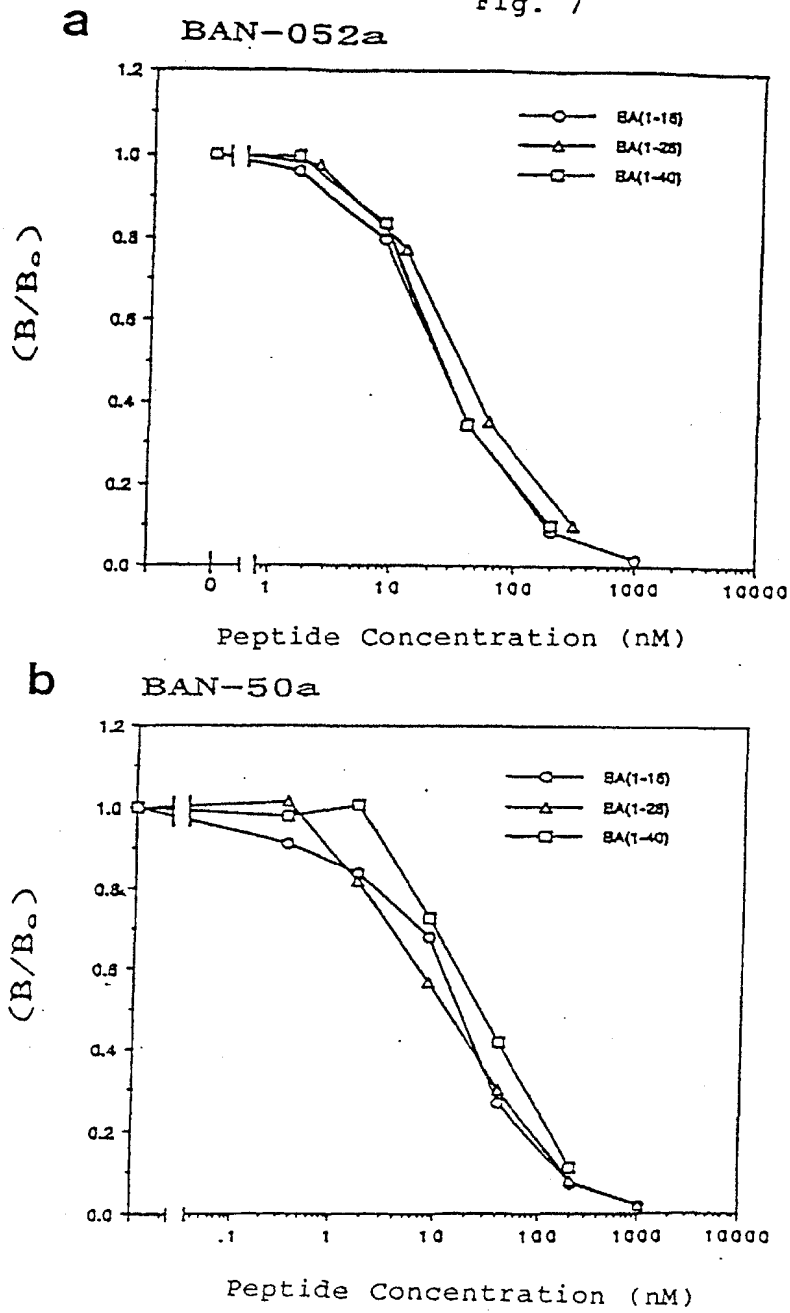 Fig. 7
a
BAN-052a
1.2
1.0
0.8
0.6
0.4
0.2
0.0
(B/B₀)
BA(1-16)
BA(1-28)
BA(1-40)
0
1
10
100
1000
10000
Peptide Concentration (nM)
b
BAN-50a
1.2
1.0
0.8
0.6
0.4
0.2
0.0
(B/B₀)
BA(1-16)
BA(1-28)
BA(1-40)
.1
1
10
100
1000
10000
Peptide Concentration (nM)